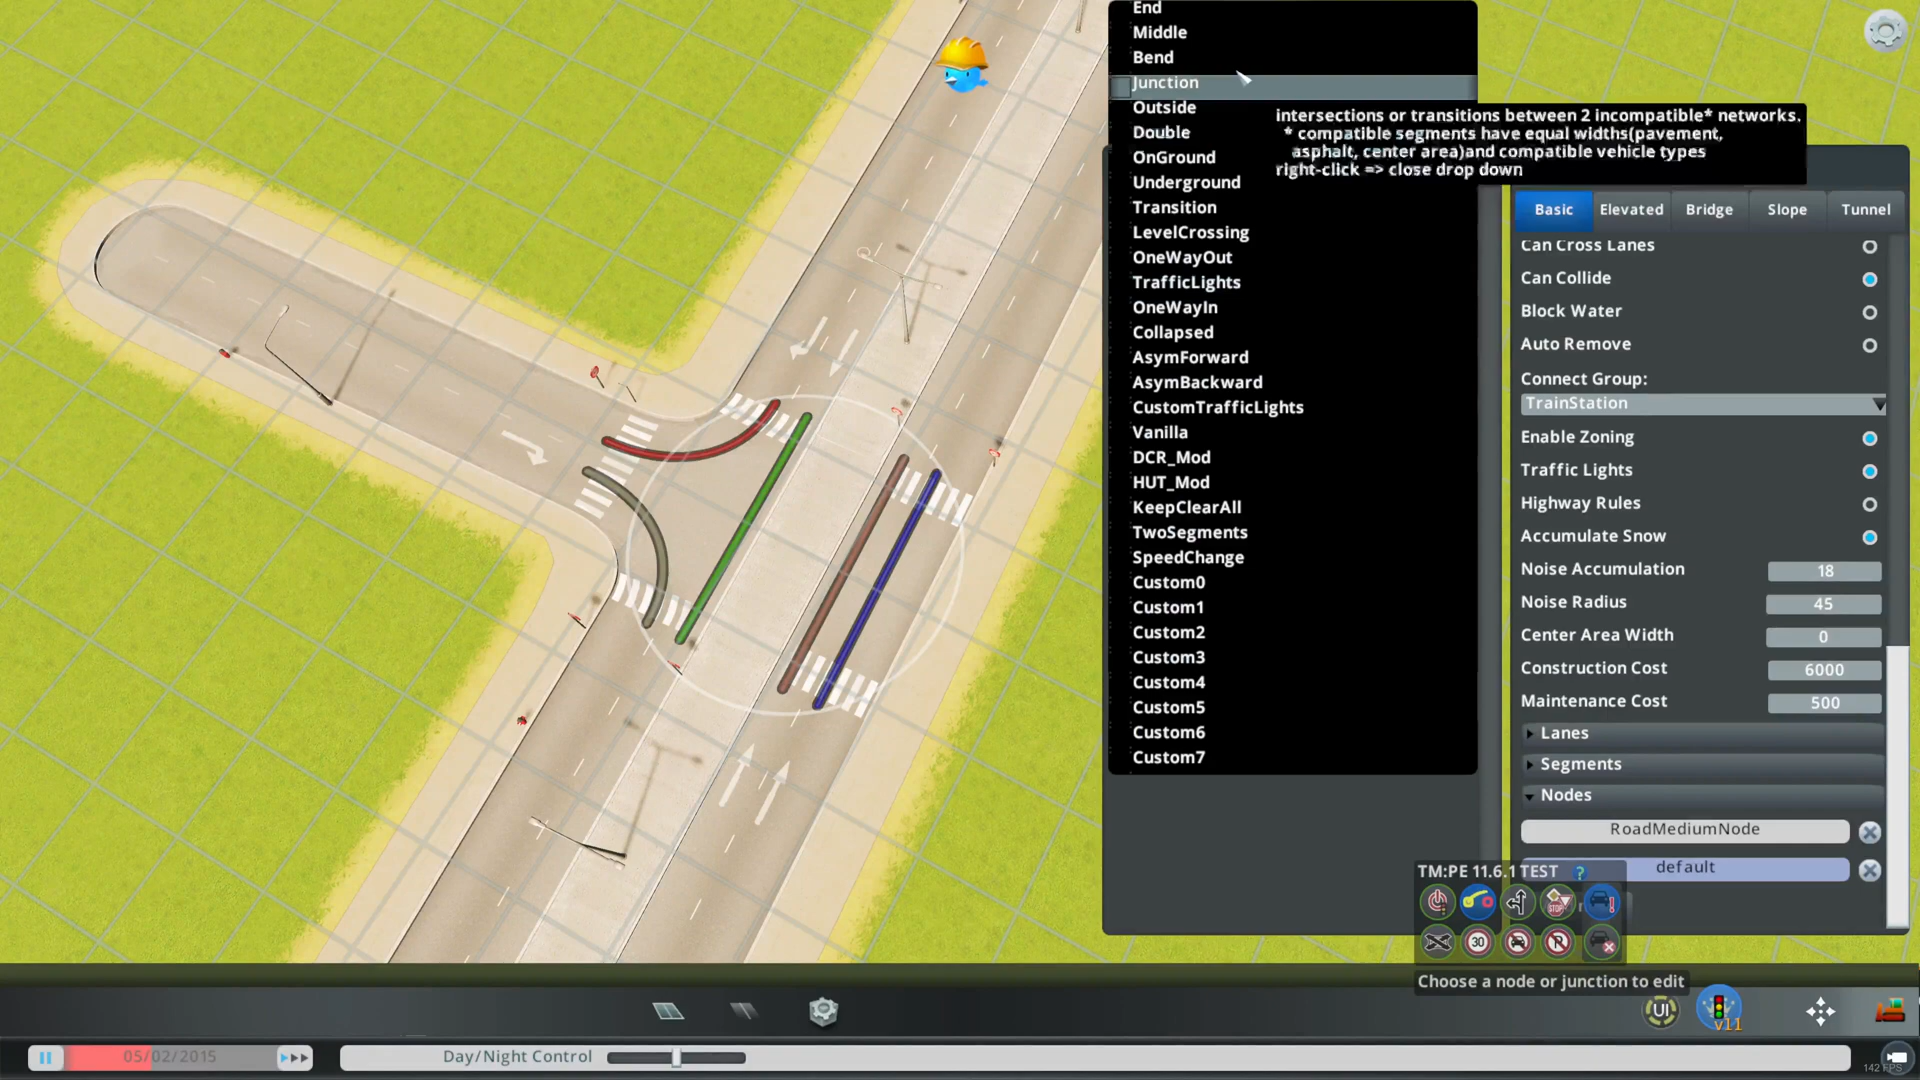 End
Middle
Bend
Junction
Outside
Double
OnGround
Underground
Transition
LevelCrossing
OneWayOut
TrafficLights
OneWayIn
Collapsed
AsymForward
AsymBackward
CustomTrafficLights
Vanilla
DCR_Mod
HUT_Mod
KeepClearAll
TwoSegments
SpeedChange
Custom0
Custom1
Custom2
Custom3
Custom4
Custom5
Custom6
Custom7
intersections or transitions between 2 incompatible* networks.
* compatible segments have equal widths(pavement,
asphalt, center area)and compatible vehicle types
right-click => close drop down
Basic Elevated Bridge Slope Tunnel
Can Cross Lanes
Can Collide
Block Water
Auto Remove
Connect Group:
TrainStation
Enable Zoning
Traffic Lights
Highway Rules
Accumulate Snow
Noise Accumulation 18
Noise Radius 45
Center Area Width 0
Construction Cost 6000
Maintenance Cost 500
Lanes
Segments
Nodes
RoadMediumNode
default
TM:PE 11.6.1 TEST ?
STOP
30 P
Choose a node or junction to edit
UI v11
05/02/2015 Day/Night Control
142 FPS